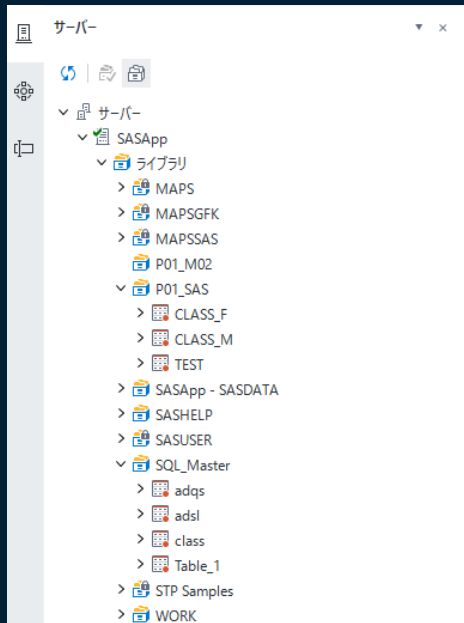 サーバー
サーバー
SASApp
ライブラリ
MAPS
MAPSGFK
MAPSSAS
P01_M02
P01_SAS
CLASS_F
CLASS_M
TEST
SASApp - SASDATA
SASHELP
SASUSER
SQL_Master
adqs
adsl
class
Table_1
STP Samples
WORK